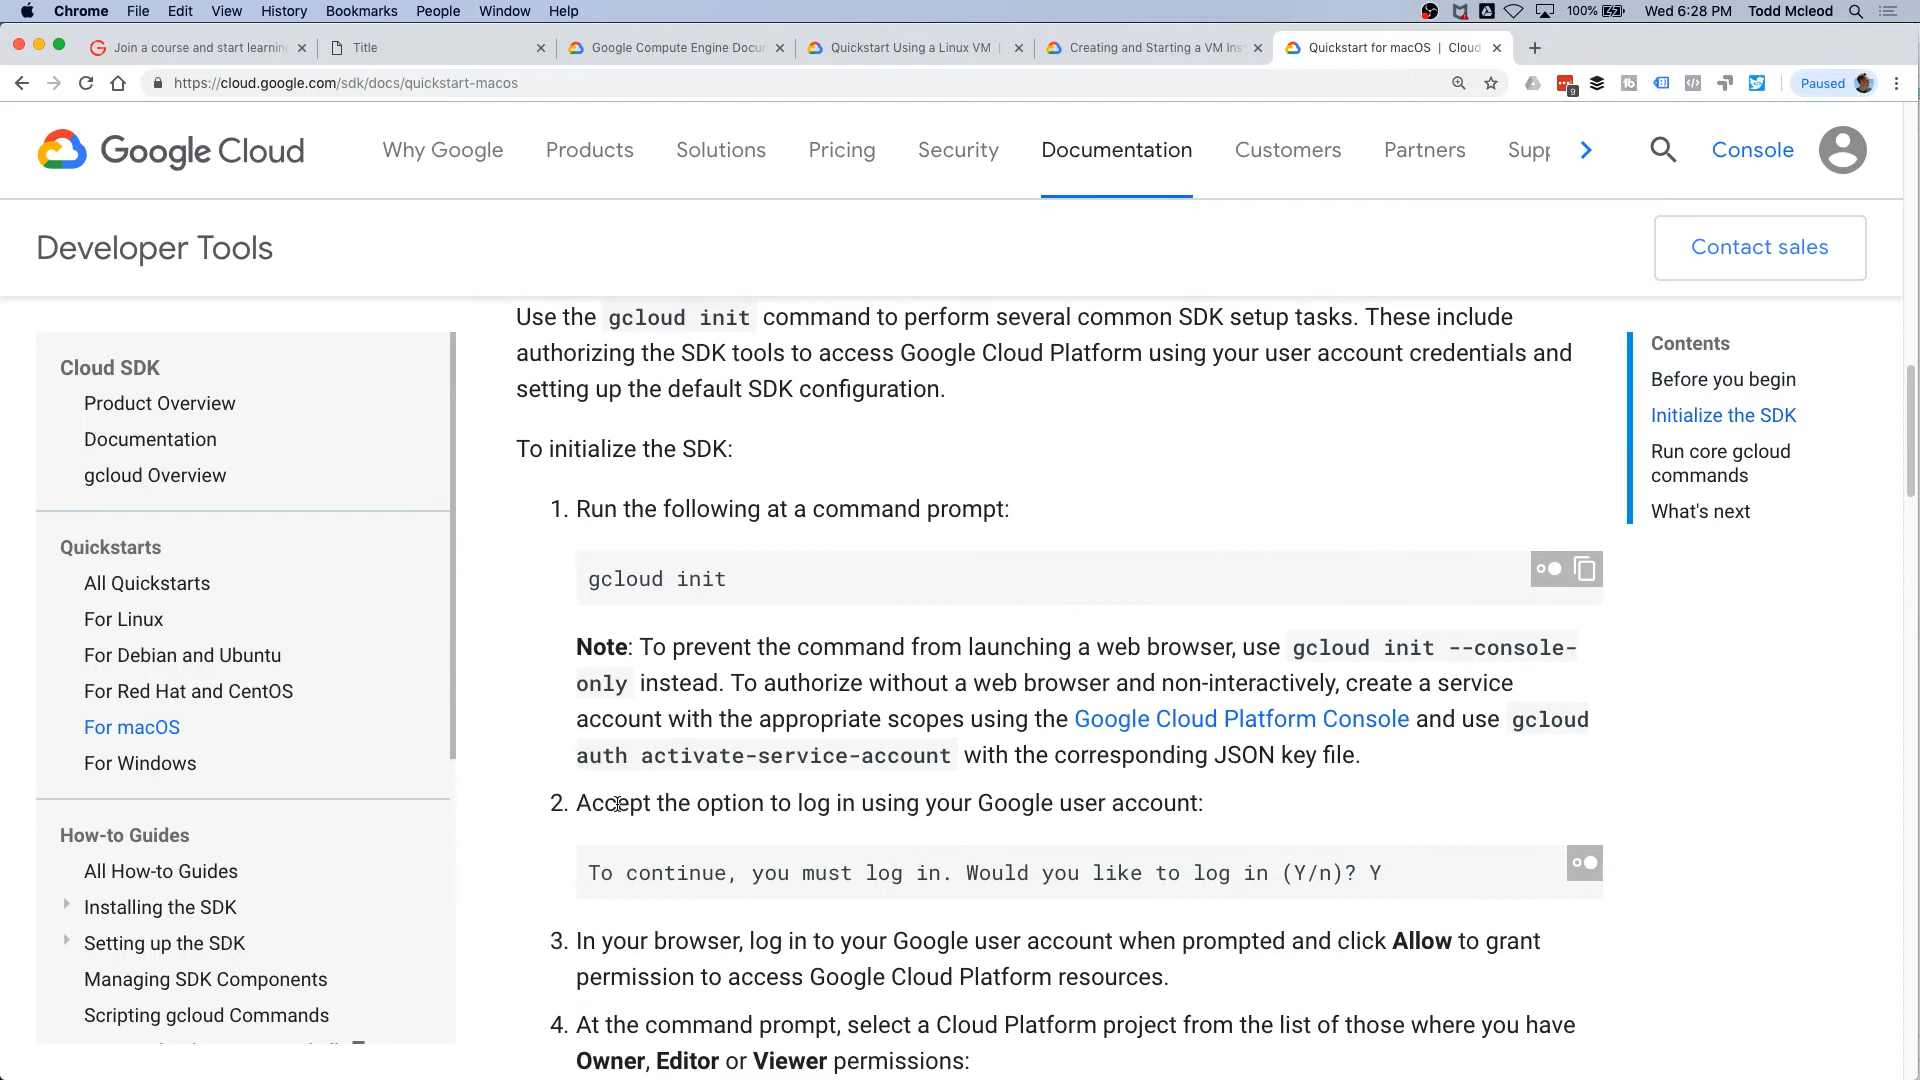 Chrome File Edit View History Bookmarks People Window Help 100% Wed 6:28 PM Todd Mcleod
Join a course and start learnin
Title
Google Compute Engine Docu
Quickstart Using a Linux VM
Creating and Starting a VM Ins
Quickstart for macOS | Cloud
https://cloud.google.com/sdk/docs/quickstart-macos
9
Paused
Google Cloud
Why Google Products Solutions Pricing Security Documentation Customers Partners Supp
Console
Developer Tools
Contact sales
Cloud SDK
Product Overview
Documentation
gcloud Overview
Quickstarts
All Quickstarts
For Linux
For Debian and Ubuntu
For Red Hat and CentOS
For macOS
For Windows
How-to Guides
All How-to Guides
Installing the SDK
Setting up the SDK
Managing SDK Components
Scripting gcloud Commands
Use the gcloud init command to perform several common SDK setup tasks. These include
authorizing the SDK tools to access Google Cloud Platform using your user account credentials and
setting up the default SDK configuration.
To initialize the SDK:
1. Run the following at a command prompt:
gcloud init
Note: To prevent the command from launching a web browser, use gcloud init --console-
only instead. To authorize without a web browser and non-interactively, create a service
account with the appropriate scopes using the Google Cloud Platform Console and use gcloud
auth activate-service-account with the corresponding JSON key file.
2. Accept the option to log in using your Google user account:
To continue, you must log in. Would you like to log in (Y/n)? Y
3. In your browser, log in to your Google user account when prompted and click Allow to grant
permission to access Google Cloud Platform resources.
4. At the command prompt, select a Cloud Platform project from the list of those where you have
Owner, Editor or Viewer permissions:
Contents
Before you begin
Initialize the SDK
Run core gcloud
commands
What's next